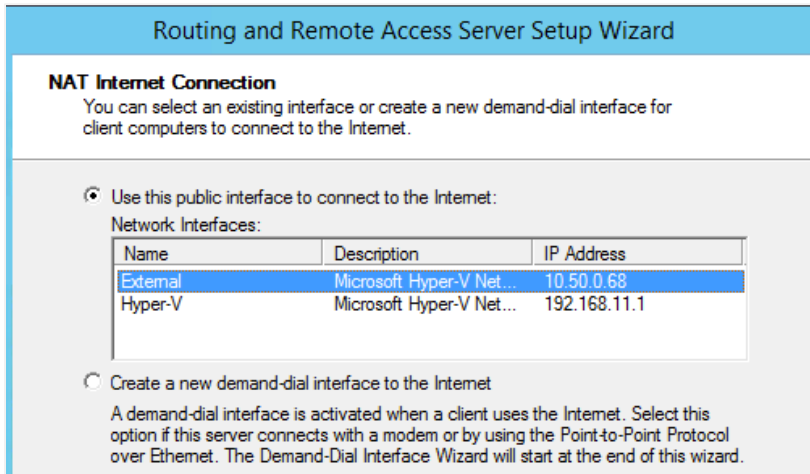 Routing and Remote Access Server Setup Wizard
NAT Internet Connection
You can select an existing interface or create a new demand-dial interface for
client computers to connect to the Internet.
Use this public interface to connect to the Internet:
Network Interfaces:
Name Description IP Address
External Microsoft Hyper-V Net... 10.50.0.68
Hyper-V Microsoft Hyper-V Net... 192.168.11.1
Create a new demand-dial interface to the Internet
A demand-dial interface is activated when a client uses the Internet. Select this
option if this server connects with a modem or by using the Point-to-Point Protocol
over Ethernet. The Demand-Dial Interface Wizard will start at the end of this wizard.